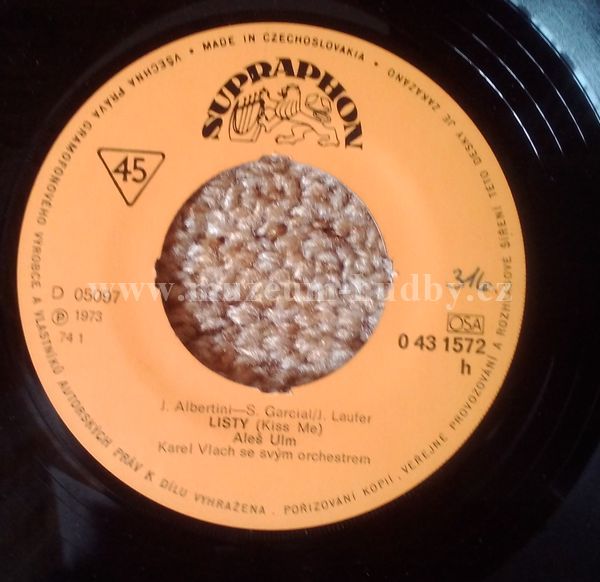 VŠECHNA PRÁVA GRAMOFONOVÉHO VÝROBCE A VLASTNÍKŮ AUTORSKÝCH PRÁV K DÍLU VYHRAŽENA . POŘIZOVÁNÍ KOPIÍ, VEŘEJNÉ PROVOZOVÁNÍ A ROZHLASOVÉ ŠÍŘENÍ TÉTO DESKY JE ZAKÁZÁNO
• MADE IN CZECHOSLOVAKIA •
SUPRAPHON
45
www.muzeum-hudby.cz
D 05097
Ⓟ 1973
74 1
OSA
0 43 1572
h
J. Albertini—S. Garcial/J. Laufer
LISTY (Kiss Me)
Aleš Ulm
Karel Vlach se svým orchestrem